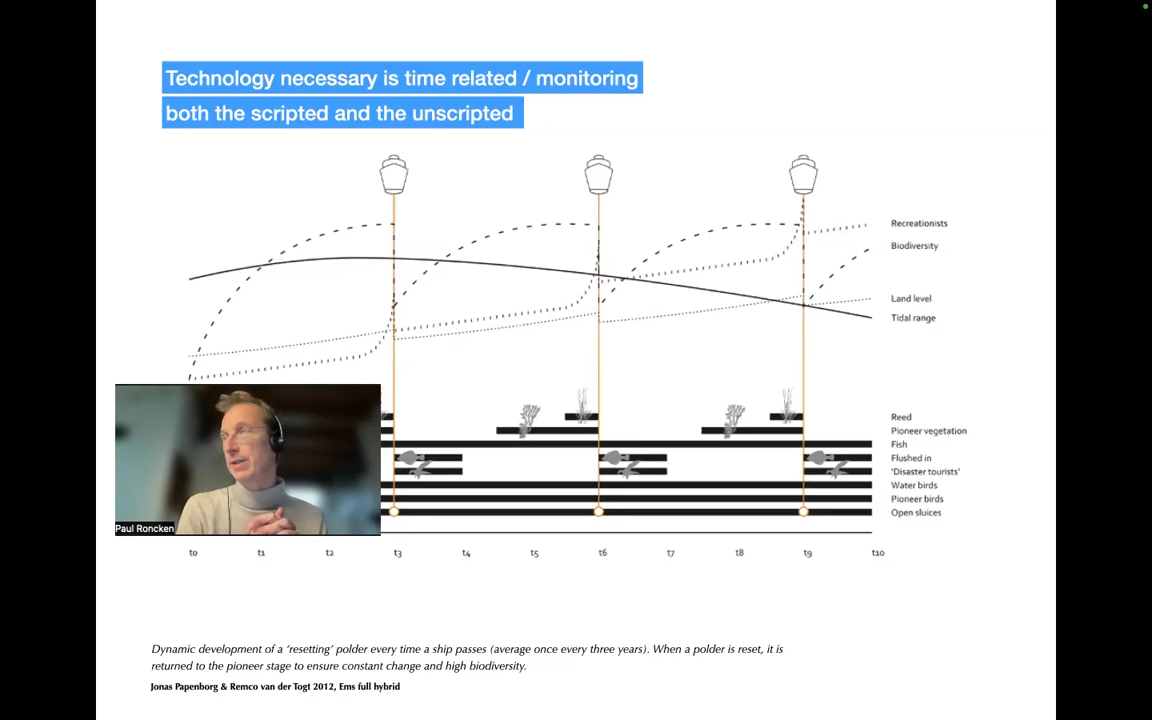 Technology necessary is time related / monitoring
both the scripted and the unscripted
Recreationists
Biodiversity
Land level
Tidal range
Reed
Pioneer vegetation
Fish
Flushed in
'Disaster tourists'
Water birds
Pioneer birds
Open sluices
Paul Roncken
t0 t1 t2 t3 t4 t5 t6 t7 t8 t9 t10
Dynamic development of a 'resetting' polder every time a ship passes (average once every three years). When a polder is reset, it is
returned to the pioneer stage to ensure constant change and high biodiversity.
Jonas Papenborg & Remco van der Togt 2012, Ems full hybrid